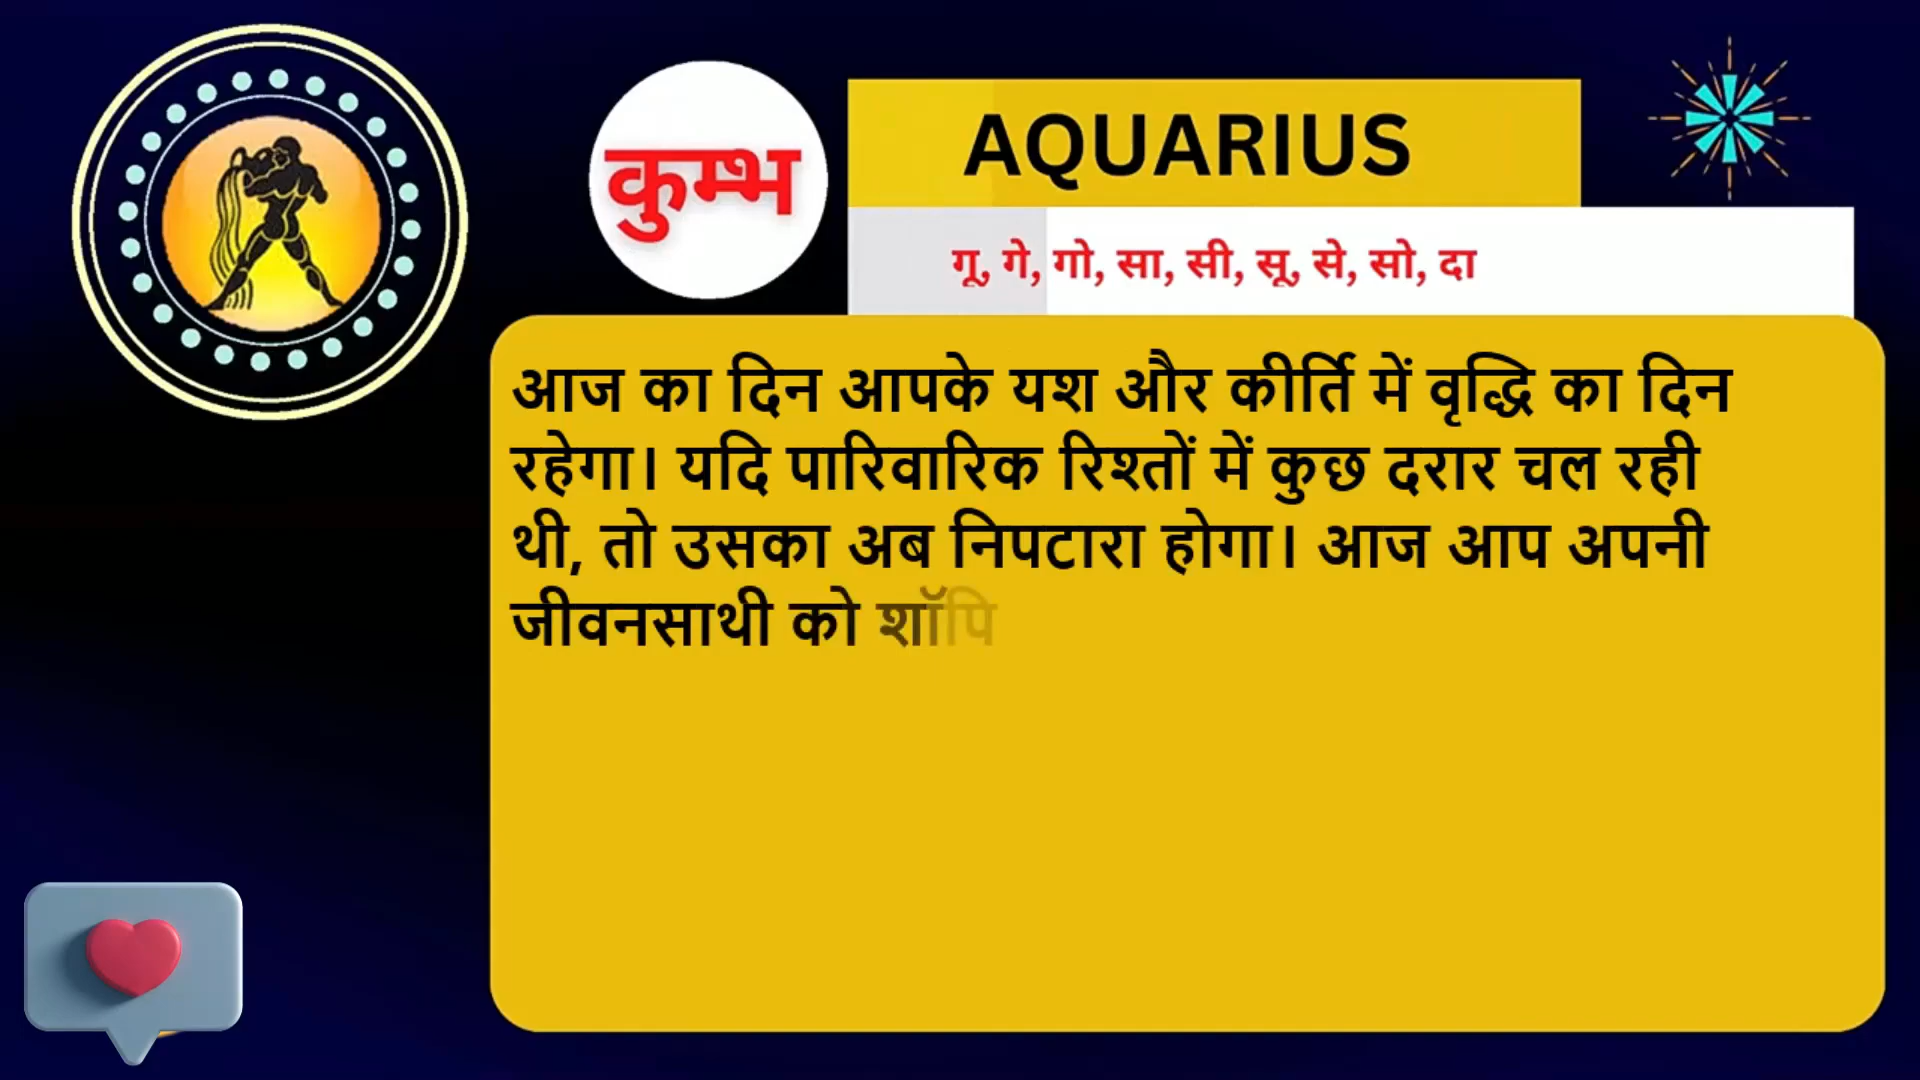 कुम्भ
AQUARIUS
गू, गे, गो, सा, सी, सू, से, सो, दा
आज का दिन आपके यश और कीर्ति में वृद्धि का दिन
रहेगा। यदि पारिवारिक रिश्तों में कुछ दरार चल रही
थी, तो उसका अब निपटारा होगा। आज आप अपनी
जीवनसाथी को शॉपि